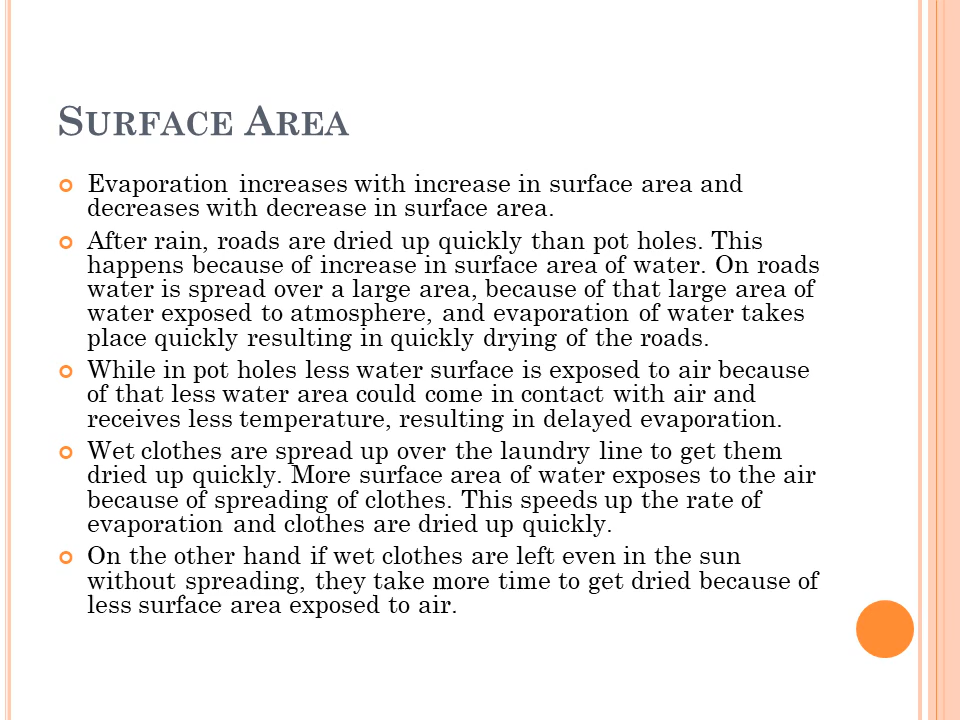 Surface Area
Evaporation increases with increase in surface area and
decreases with decrease in surface area.
After rain, roads are dried up quickly than pot holes. This
happens because of increase in surface area of water. On roads
water is spread over a large area, because of that large area of
water exposed to atmosphere, and evaporation of water takes
place quickly resulting in quickly drying of the roads.
While in pot holes less water surface is exposed to air because
of that less water area could come in contact with air and
receives less temperature, resulting in delayed evaporation.
Wet clothes are spread up over the laundry line to get them
dried up quickly. More surface area of water exposes to the air
because of spreading of clothes. This speeds up the rate of
evaporation and clothes are dried up quickly.
On the other hand if wet clothes are left even in the sun
without spreading, they take more time to get dried because of
less surface area exposed to air.